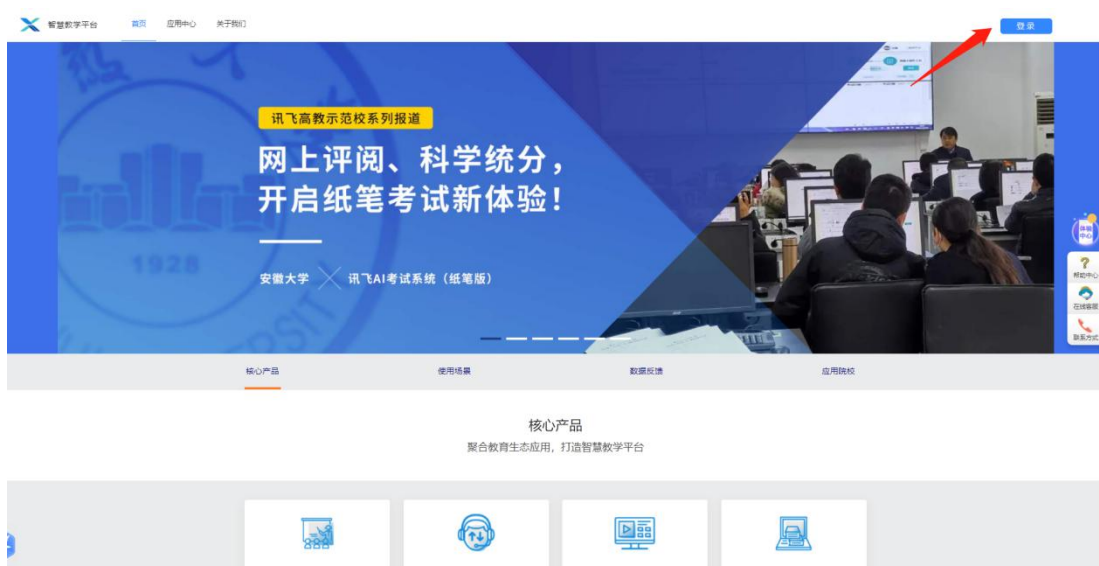 智慧教学平台
首页
应用中心
关于我们
登录
讯飞高教示范校系列报道
网上评阅、科学统分，
开启纸笔考试新体验！
1928
安徽大学
讯飞AI考试系统（纸笔版）
体验
中心
帮助中心
在线客服
联系方式
核心产品
使用场景
数据反馈
应用院校
核心产品
聚合教育生态应用，打造智慧教学平台